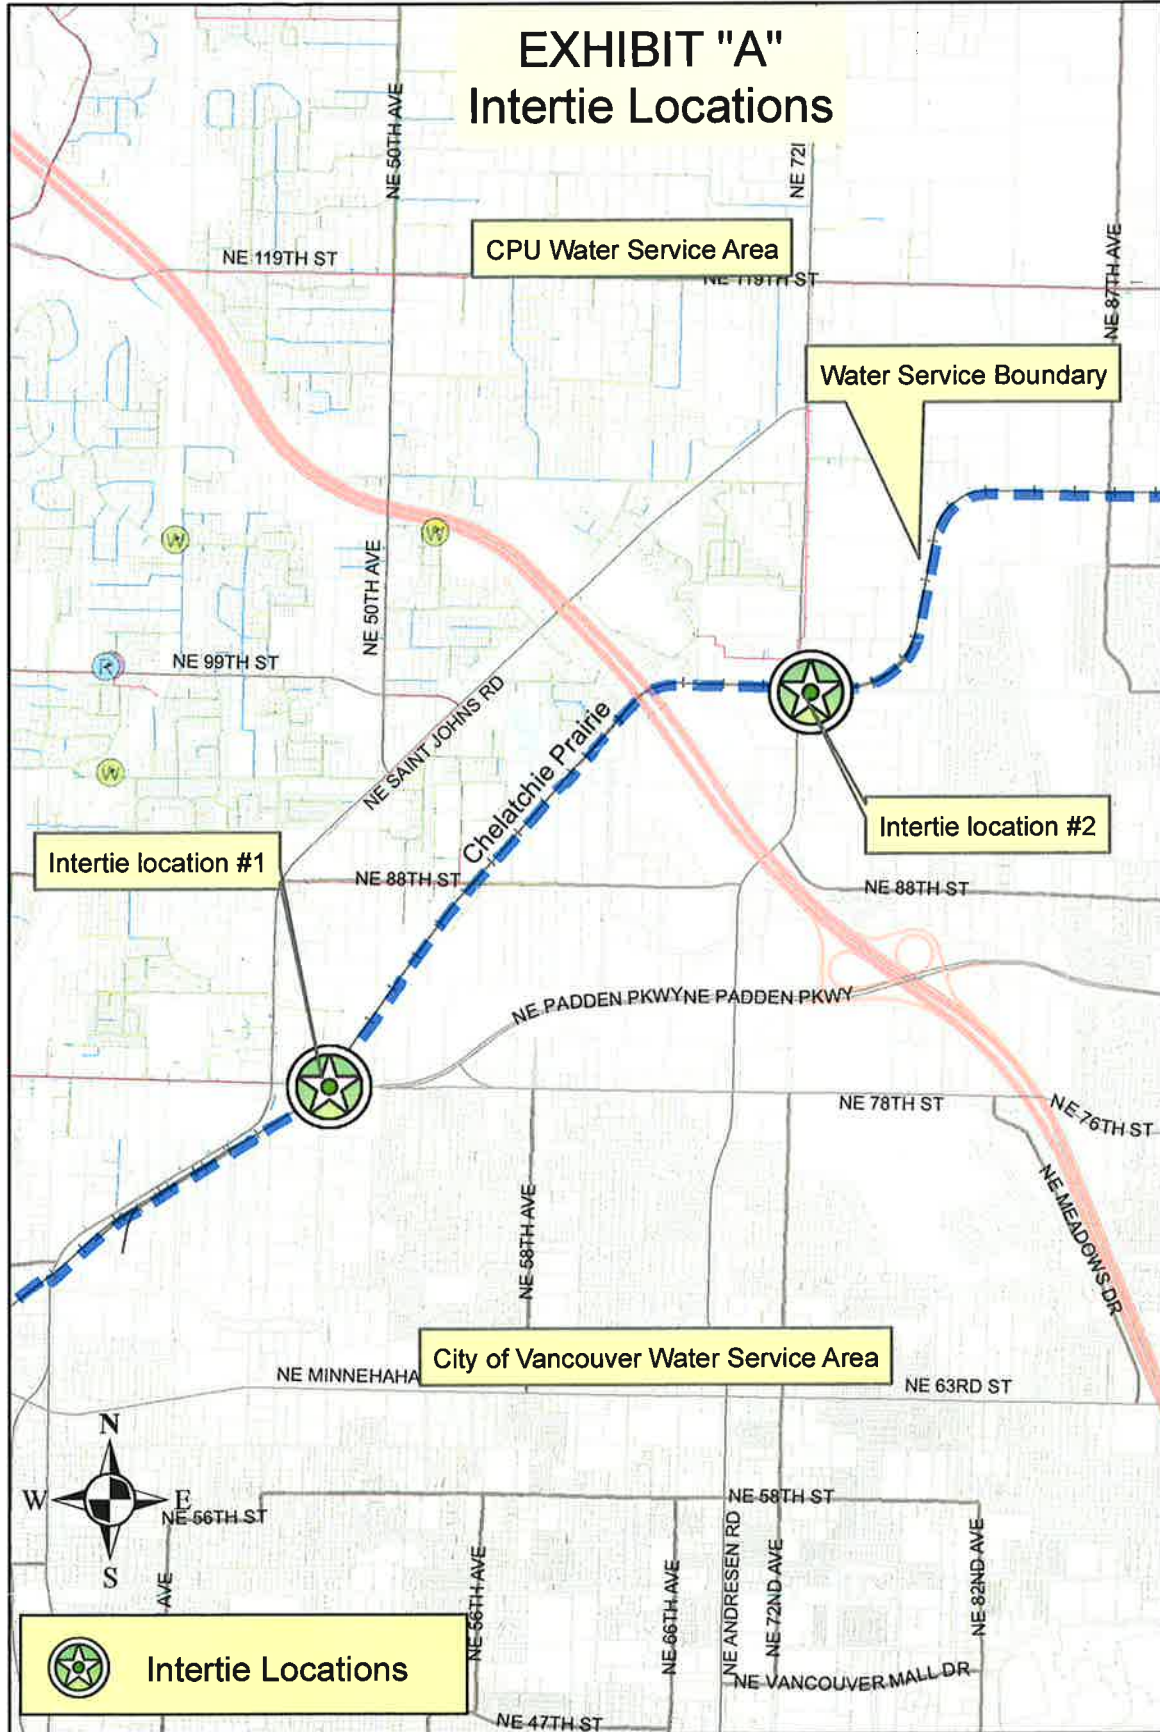 EXHIBIT "A"
Intertie Locations
NE 50TH AVE
NE 72
CPU Water Service Area
NE 119TH ST
NE 119TH ST
NE 87TH AVE
Water Service Boundary
W
W
NE 50TH AVE
NE 99TH ST
NE SAINT JOHNS RD
Chelatchie Prairie
W
Intertie location #2
Intertie location #1
NE 88TH ST
NE 88TH ST
NE PADDEN PKWY
NE PADDEN PKWY
NE 78TH ST
NE 76TH ST
NE MEADOWS DR
NE 58TH AVE
City of Vancouver Water Service Area
NE MINNEHAHA
NE 63RD ST
N
W
E
S
NE 56TH ST
NE 58TH ST
AVE
NE 56TH AVE
NE 66TH AVE
NE ANDRESEN RD
NE 72ND AVE
NE 82ND AVE
Intertie Locations
NE VANCOUVER MALL DR
NE 47TH ST